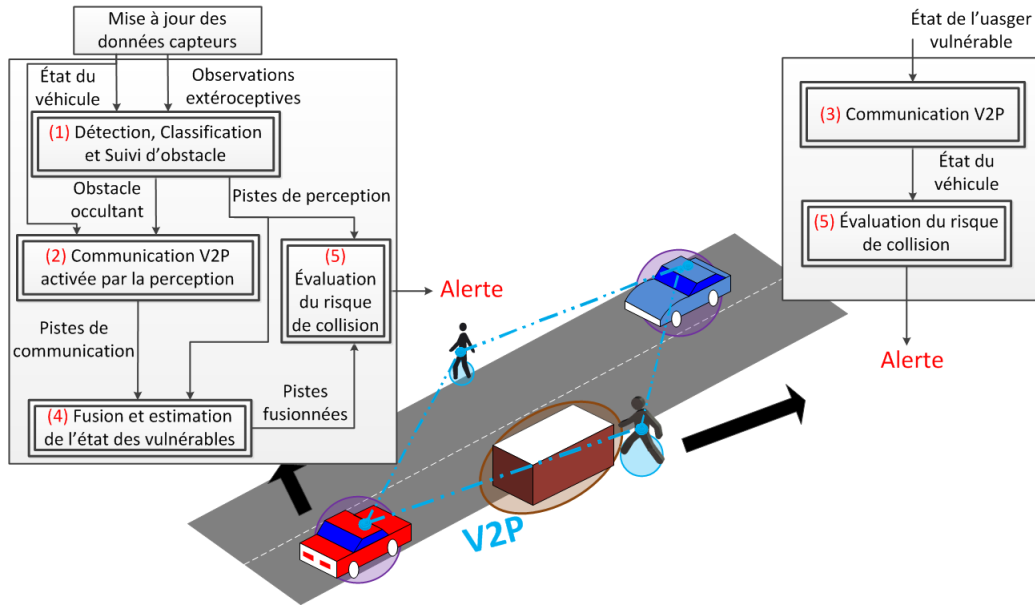 Mise à jour des
données capteurs
État du
véhicule
Observations
extéroceptives
(1) Détection, Classification
et Suivi d’obstacle
Obstacle
occultant
Pistes de perception
(2) Communication V2P
activée par la perception
(5)
Évaluation
du risque
de collision
Alerte
Pistes de
communication
Pistes
fusionnées
(4) Fusion et estimation
de l’état des vulnérables
V2P
État de l’uasger
vulnérable
(3) Communication V2P
État du
véhicule
(5) Évaluation du risque
de collision
Alerte